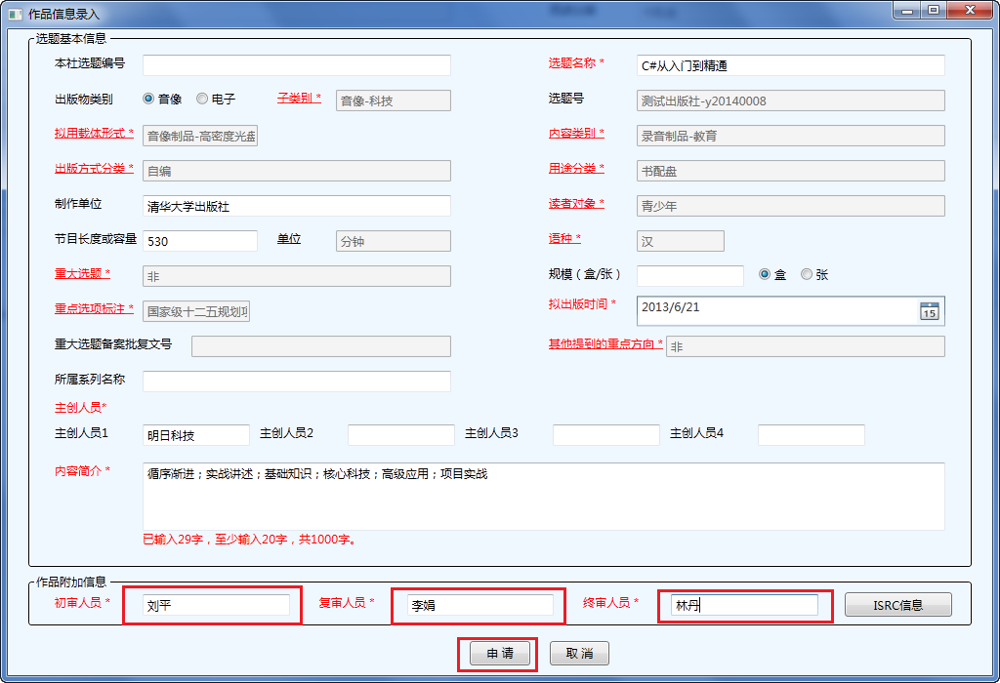 作品信息录入
选题基本信息
本社选题编号 选题名称 * C#从入门到精通
出版物类别 音像 电子 子类别 * 音像-科技 选题号 测试出版社-y20140008
拟用载体形式 * 音像制品-高密度光盘 内容类别 * 录音制品-教育
出版方式分类 * 自编 用途分类 * 书配盘
制作单位 清华大学出版社 读者对象 * 青少年
节目长度或容量 530 单位 分钟 语种 * 汉
重大选题 * 非 规模（盒/张） 盒 张
重点选项标注 * 国家级十二五规划项 拟出版时间 * 2013/6/21 15
重大选题备案批复文号 其他提到的重点方向 * 非
所属系列名称
主创人员*
主创人员1 明日科技 主创人员2 主创人员3 主创人员4
内容简介 * 循序渐进；实战讲述；基础知识；核心科技；高级应用；项目实战
已输入29字，至少输入20字，共1000字。
作品附加信息
初审人员 * 刘平 复审人员 * 李娟 终审人员 * 林丹 ISRC信息
申请 取消